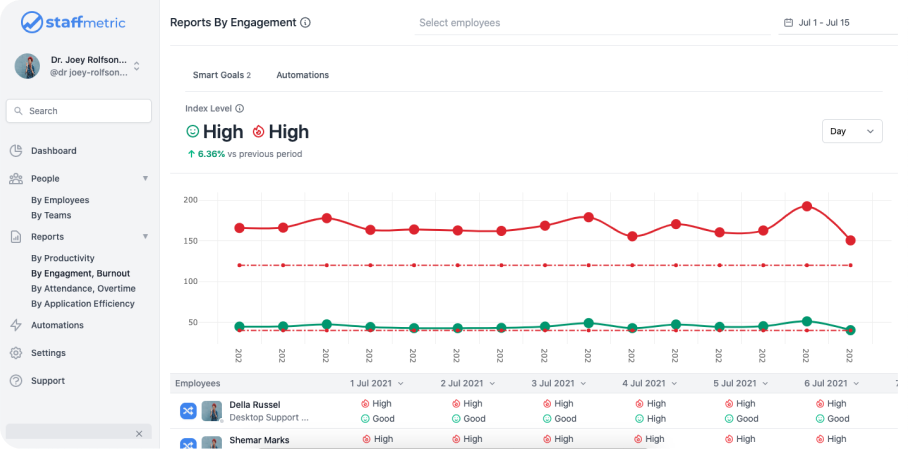 staffmetric
Reports By Engagement
Select employees
Jul 1 - Jul 15
Dr. Joey Rolfson...
@dr joey-rolfson...
Search
Dashboard
People
By Employees
By Teams
Reports
By Productivity
By Engagment, Burnout
By Attendance, Overtime
By Application Efficiency
Automations
Settings
Support
Smart Goals 2
Automations
Index Level
High High
Day
6.36% vs previous period
200
150
100
50
202 202 202 202 202 202 202 202 202 202 202 202 202 202 202
Employees 1 Jul 2021 2 Jul 2021 3 Jul 2021 4 Jul 2021 5 Jul 2021 6 Jul 2021
Della Russel High High High High High High
Desktop Support ... Good Good Good High Good Good
Shemar Marks High High High High High High